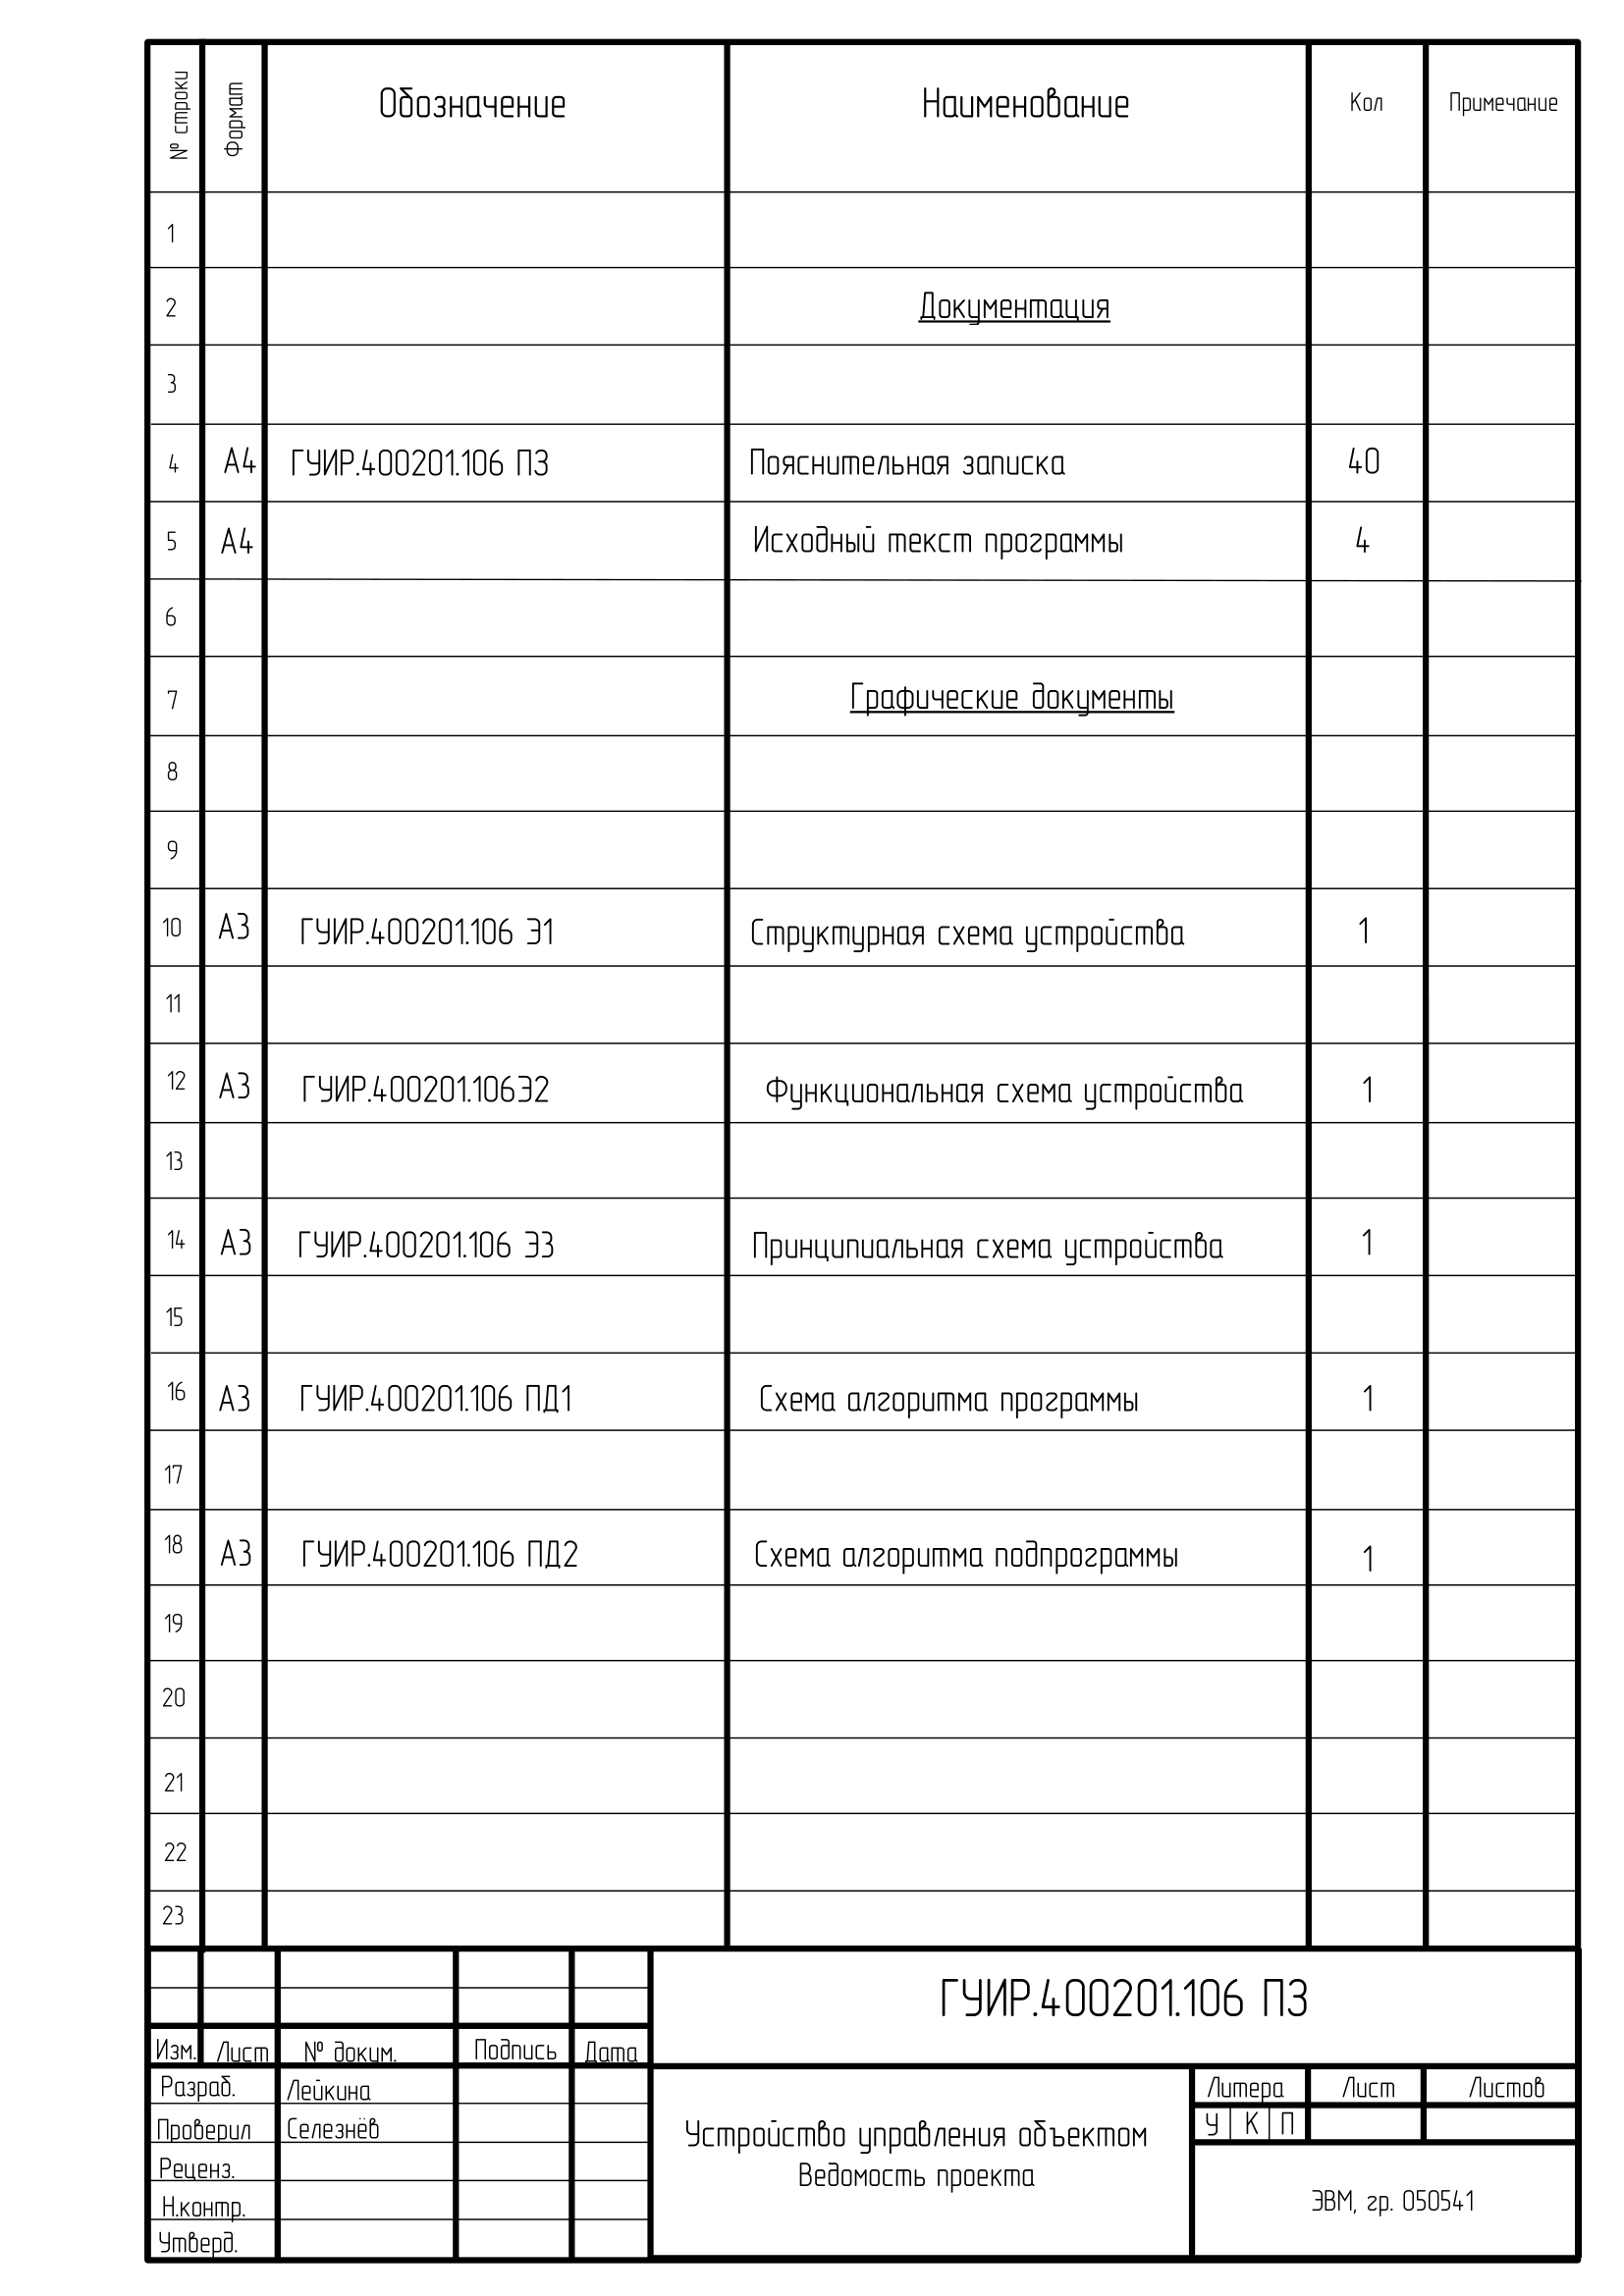 № строки Формат Обозначение Наименование Кол Примечание
1
2 Документация
3
4 А4 ГУИР.400201.106 ПЗ Пояснительная записка 40
5 А4 Исходный текст программы 4
6
7 Графические документы
8
9
10 А3 ГУИР.400201.106 Э1 Структурная схема устройства 1
11
12 А3 ГУИР.400201.106Э2 Функциональная схема устройства 1
13
14 А3 ГУИР.400201.106 Э3 Принципиальная схема устройства 1
15
16 А3 ГУИР.400201.106 ПД1 Схема алгоритма программы 1
17
18 А3 ГУИР.400201.106 ПД2 Схема алгоритма подпрограммы 1
19
20
21
22
23
ГУИР.400201.106 ПЗ
Изм. Лист № докум. Подпись Дата
Разраб. Лейкина
Проверил Селезнёв
Реценз.
Н.контр.
Утверд.
Устройство управления объектом
Ведомость проекта
Литера Лист Листов
У К П
ЭВМ, гр. 050541